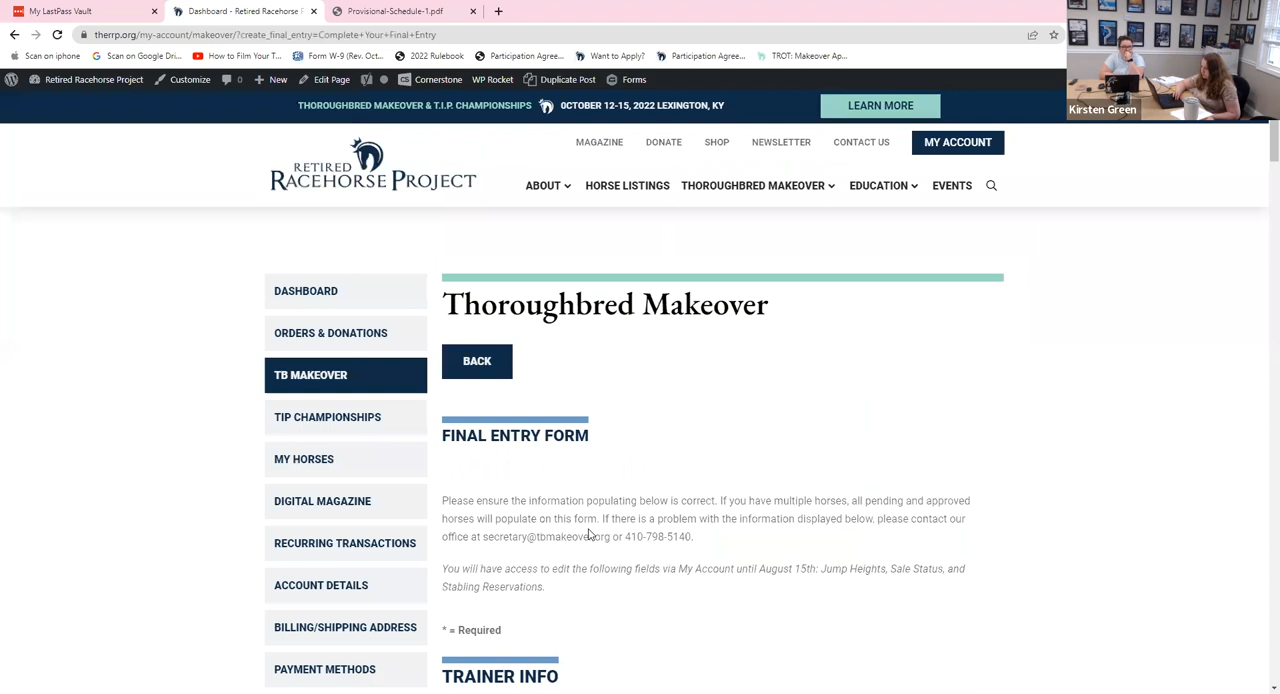 My LastPass Vault
Dashboard - Retired Racehorse P
Provisional-Schedule-1.pdf
therrp.org/my-account/makeover/?create_final_entry=Complete+Your+Final+Entry
Scan on iphone
Scan on Google Dri...
How to Film Your T...
Form W-9 (Rev. Oct...
2022 Rulebook
Participation Agree...
Want to Apply?
Participation Agree...
TROT: Makeover Ap...
Retired Racehorse Project
Customize
0
New
Edit Page
CS Cornerstone
WP Rocket
Duplicate Post
Forms
Kirsten Green
THOROUGHBRED MAKEOVER & T.I.P. CHAMPIONSHIPS
OCTOBER 12-15, 2022 LEXINGTON, KY
LEARN MORE
MAGAZINE
DONATE
SHOP
NEWSLETTER
CONTACT US
MY ACCOUNT
RETIRED
RACEHORSE PROJECT
ABOUT
HORSE LISTINGS
THOROUGHBRED MAKEOVER
EDUCATION
EVENTS
DASHBOARD
ORDERS & DONATIONS
TB MAKEOVER
TIP CHAMPIONSHIPS
MY HORSES
DIGITAL MAGAZINE
RECURRING TRANSACTIONS
ACCOUNT DETAILS
BILLING/SHIPPING ADDRESS
PAYMENT METHODS
Thoroughbred Makeover
BACK
FINAL ENTRY FORM
Please ensure the information populating below is correct. If you have multiple horses, all pending and approved
horses will populate on this form. If there is a problem with the information displayed below, please contact our
office at secretary@tbmakeover.org or 410-798-5140.
You will have access to edit the following fields via My Account until August 15th: Jump Heights, Sale Status, and
Stabling Reservations.
* = Required
TRAINER INFO